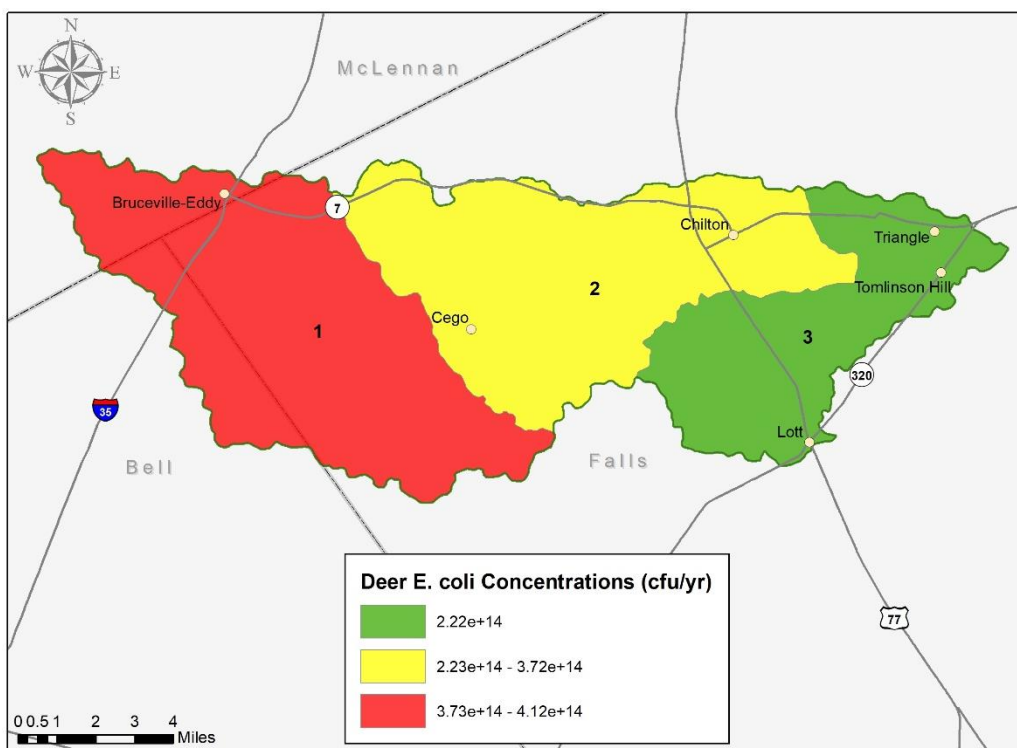 N
W E
S
McLennan
Bruceville-Eddy
7
Chilton
Triangle
Tomlinson Hill
2
Cego
1
3
320
35
Lott
Bell
Falls
Deer E. coli Concentrations (cfu/yr)
2.22e+14
2.23e+14 - 3.72e+14
3.73e+14 - 4.12e+14
77
0 0.5 1 2 3 4
Miles